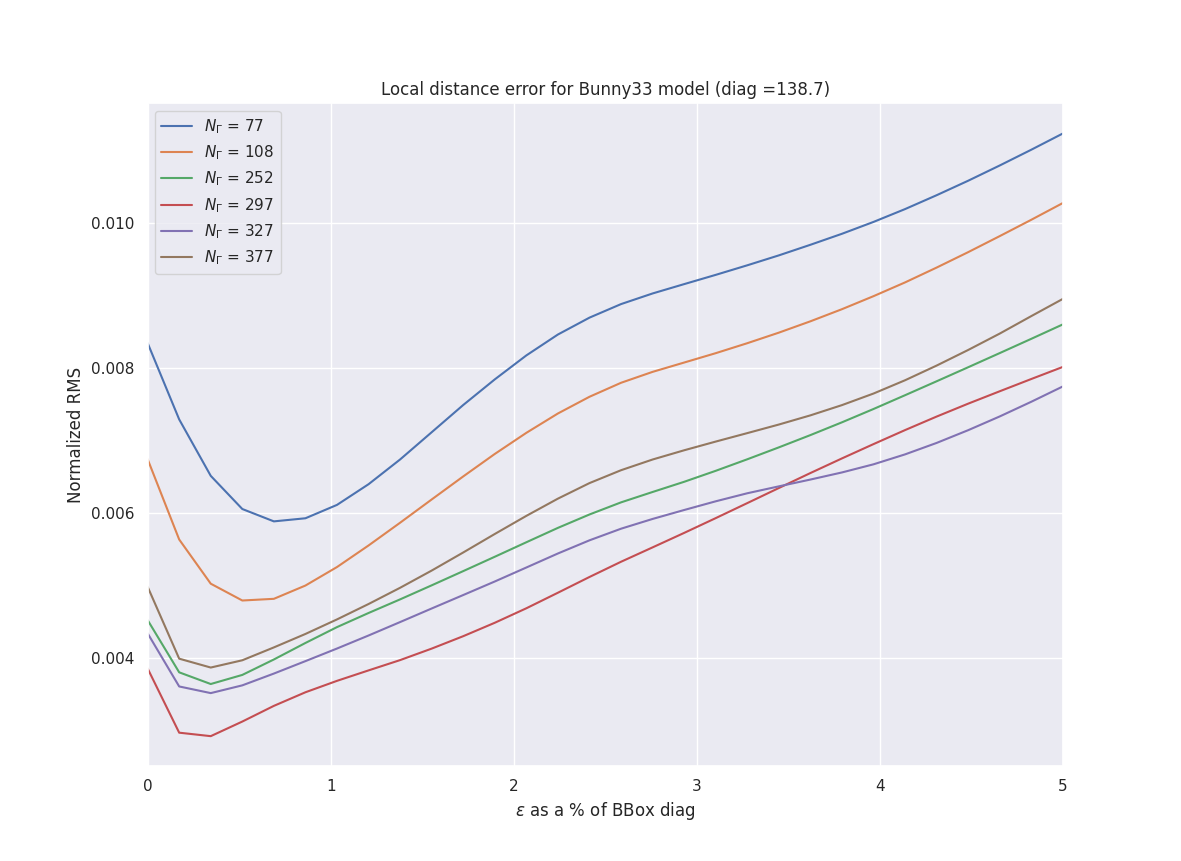 Local distance error for Bunny33 model (diag =138.7)
N_Γ = 77
N_Γ = 108
N_Γ = 252
N_Γ = 297
N_Γ = 327
N_Γ = 377
0.010
0.008
0.006
0.004
Normalized RMS
0 1 2 3 4 5
ε as a % of BBox diag